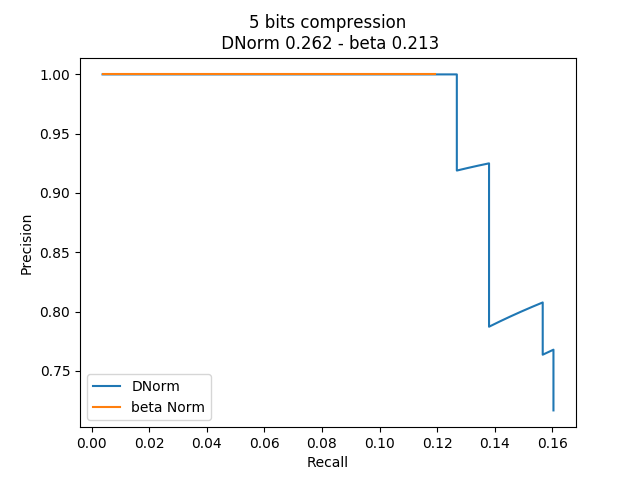 5 bits compression
DNorm 0.262 - beta 0.213
1.00
0.95
0.90
0.85
0.80
0.75
Precision
DNorm
beta Norm
0.00 0.02 0.04 0.06 0.08 0.10 0.12 0.14 0.16
Recall